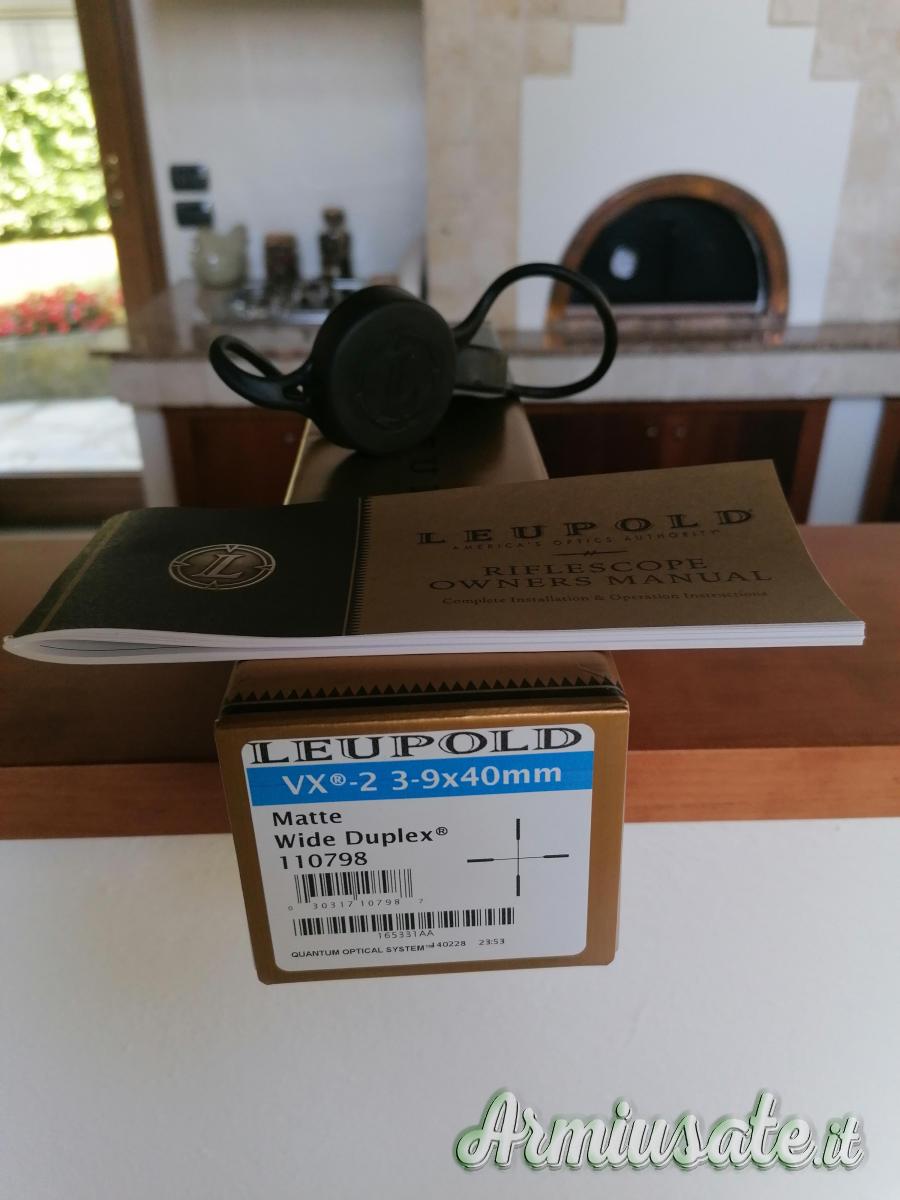 L
LEUPOLD
AMERICA'S OPTICS AUTHORITY
RIFLESCOPE
OWNERS MANUAL
Complete Installation & Operation Instructions
LEUPOLD
VX®-2 3-9x40mm
Matte
Wide Duplex®
110798
0 30317 10798 7
165331AA
QUANTUM OPTICAL SYSTEM™ 140228 23:53
Armiusate.it